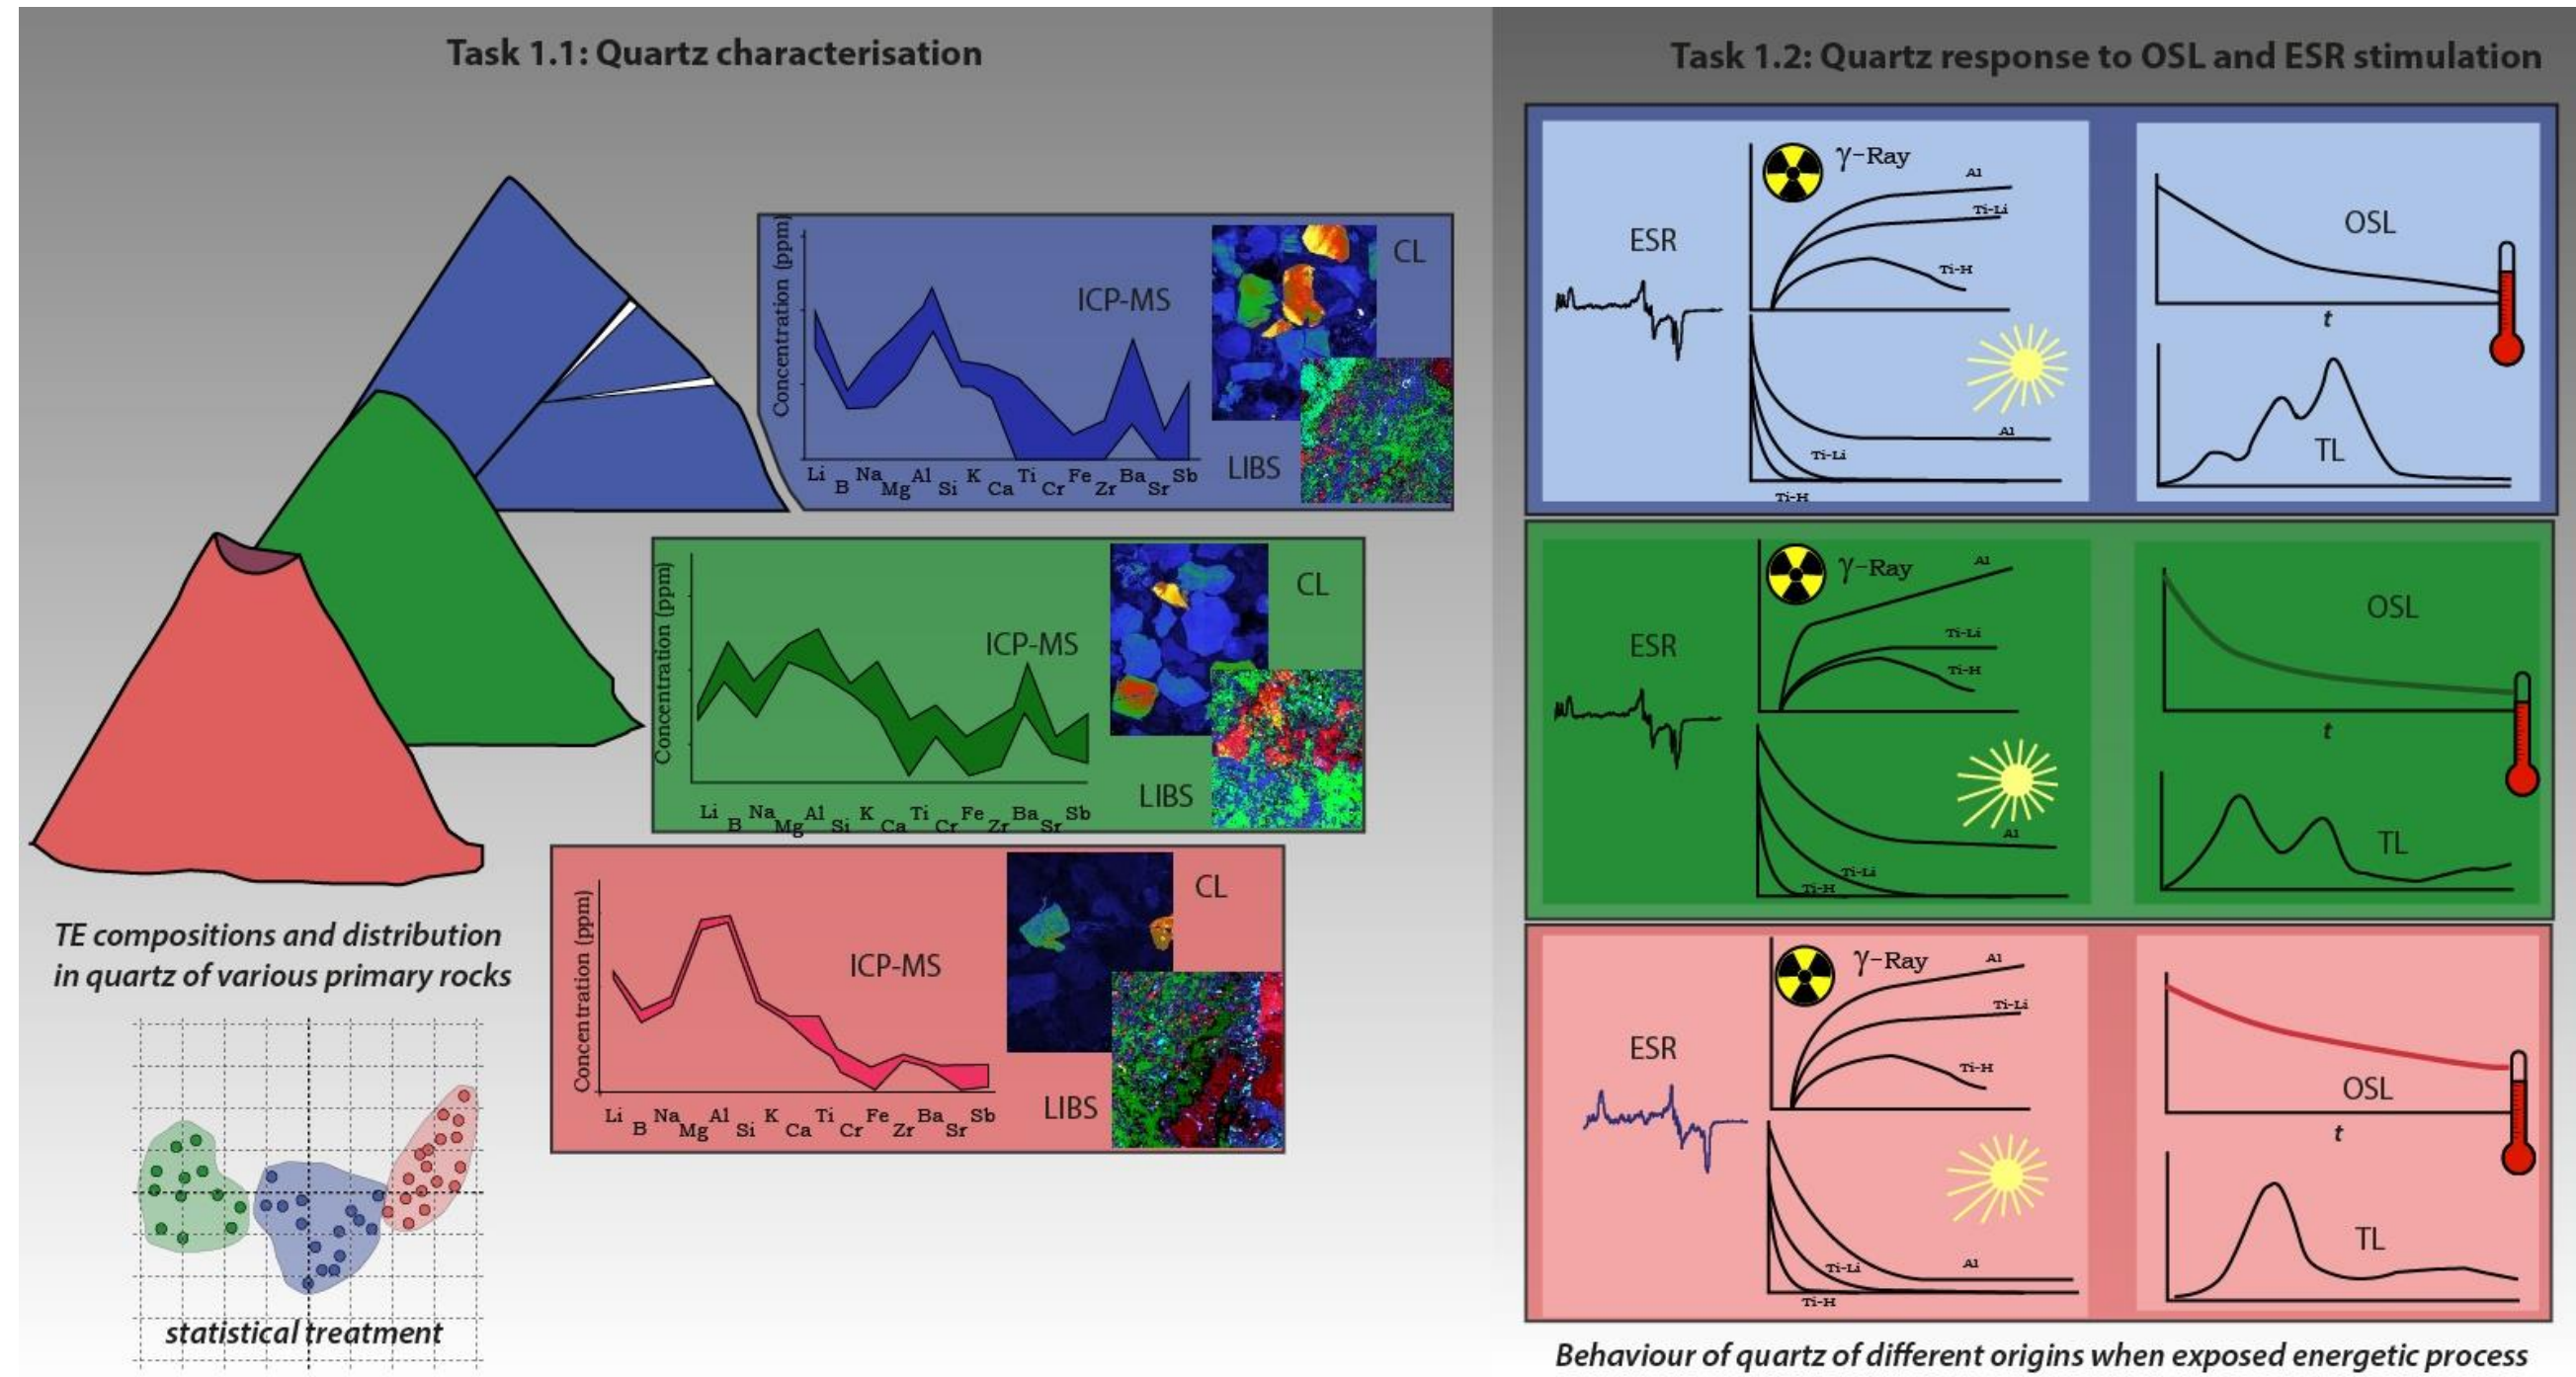 Task 1.1: Quartz characterisation
Concentration (ppm)
ICP-MS
CL
LIBS
Li B Na Mg Al Si K Ca Ti Cr Fe Zr Ba Sr Sb
Concentration (ppm)
ICP-MS
CL
LIBS
Li B Na Mg Al Si K Ca Ti Cr Fe Zr Ba Sr Sb
Concentration (ppm)
ICP-MS
CL
LIBS
Li B Na Mg Al Si K Ca Ti Cr Fe Zr Ba Sr Sb
TE compositions and distribution
in quartz of various primary rocks
statistical treatment
Task 1.2: Quartz response to OSL and ESR stimulation
ESR
γ-Ray
Al
Ti-Li
Ti-H
Al
Ti-Li
Ti-H
OSL
t
TL
ESR
γ-Ray
Al
Ti-Li
Ti-H
Al
Ti-Li
Ti-H
OSL
t
TL
ESR
γ-Ray
Al
Ti-Li
Ti-H
Al
Ti-Li
Ti-H
OSL
t
TL
Behaviour of quartz of different origins when exposed energetic process